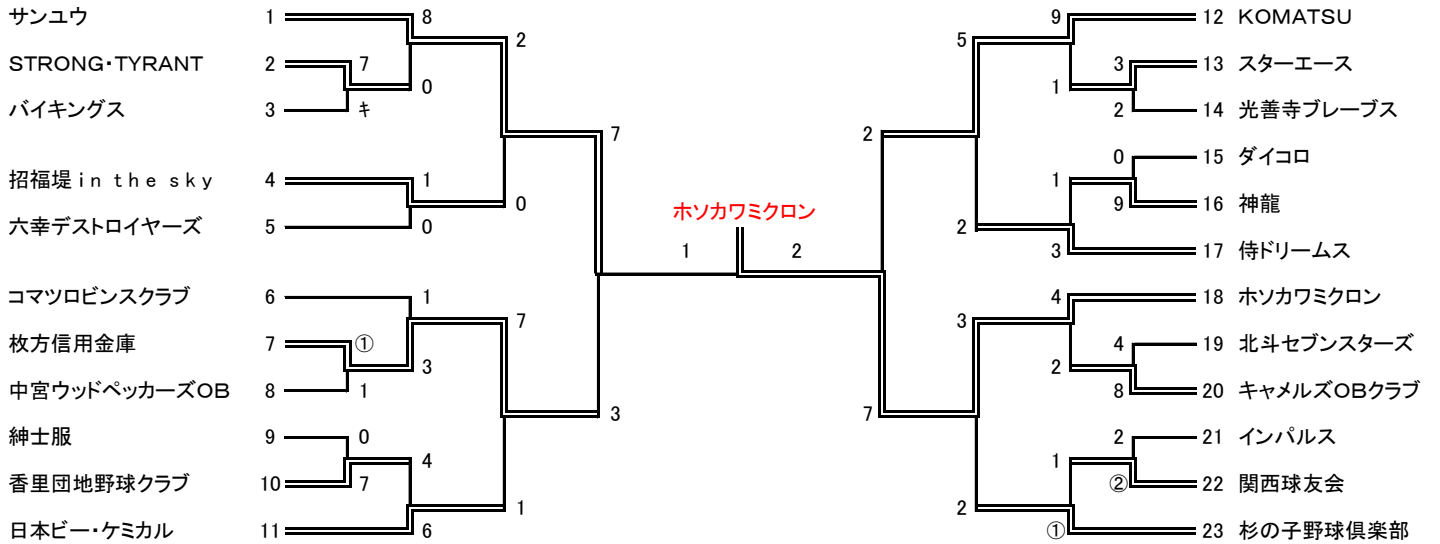 サンユウ 1 8 9 12 KOMATSU
2 5
STRONG・TYRANT 2 7 3 13 スターエース
0 1
バイキングス 3 キ 2 14 光善寺ブレーブス
7 2
0 15 ダイコロ
招福堤 in the sky 4 1 1
0 9 16 神龍
六幸デストロイヤーズ 5 0 2
ホソカワミクロン
1 2 3 17 侍ドリームス
コマツロビンスクラブ 6 1 4 18 ホソカワミクロン
7 3
枚方信用金庫 7 ① 4 19 北斗セブンスターズ
3 2
中宮ウッドペッカーズOB 8 1 8 20 キャメルズOBクラブ
3 7
紳士服 9 0 2 21 インパルス
4 1
香里団地野球クラブ 10 7 ② 22 関西球友会
1 2
日本ビー・ケミカル 11 6 ① 23 杉の子野球倶楽部